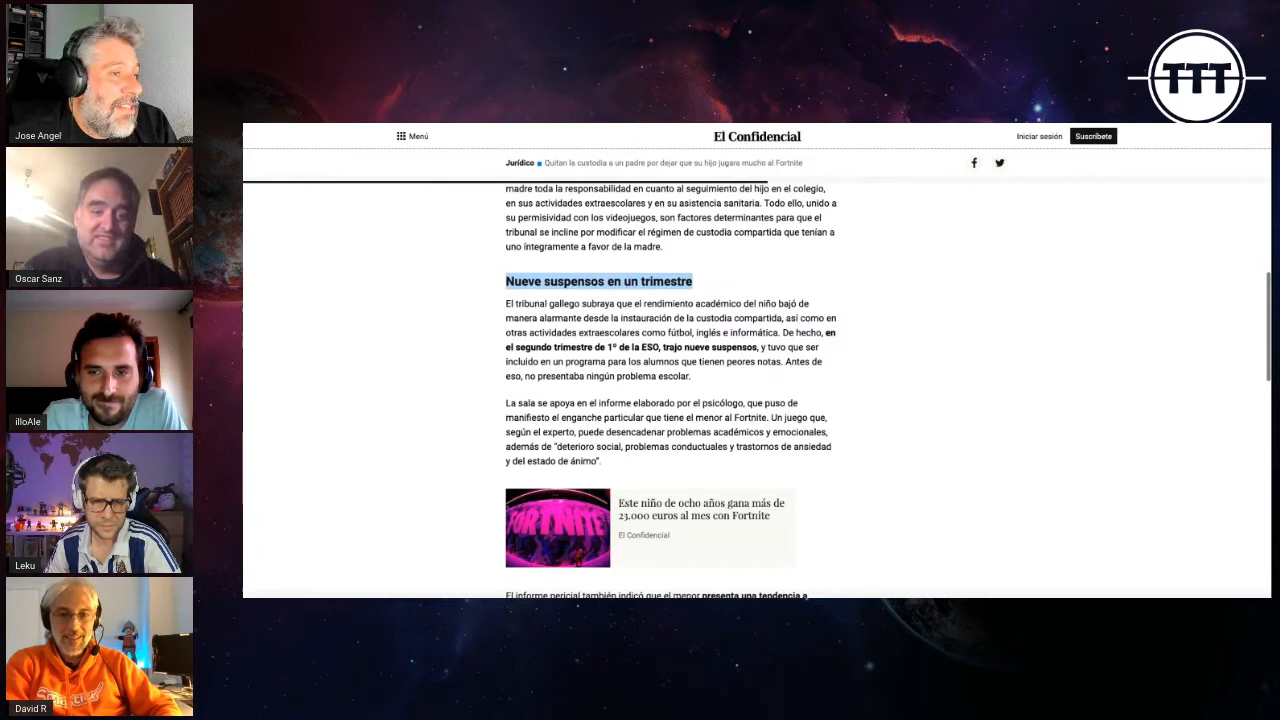 Jose Angel
Oscar Sanz
illoAle
Leku
David R
TTT
Menú
El Confidencial
Iniciar sesión
Suscríbete
Jurídico ■ Quitan la custodia a un padre por dejar que su hijo jugara mucho al Fortnite
madre toda la responsabilidad en cuanto al seguimiento del hijo en el colegio,
en sus actividades extraescolares y en su asistencia sanitaria. Todo ello, unido a
su permisividad con los videojuegos, son factores determinantes para que el
tribunal se incline por modificar el régimen de custodia compartida que tenían a
uno íntegramente a favor de la madre.
Nueve suspensos en un trimestre
El tribunal gallego subraya que el rendimiento académico del niño bajó de
manera alarmante desde la instauración de la custodia compartida, así como en
otras actividades extraescolares como fútbol, inglés e informática. De hecho, en
el segundo trimestre de 1º de la ESO, trajo nueve suspensos, y tuvo que ser
incluido en un programa para los alumnos que tienen peores notas. Antes de
eso, no presentaba ningún problema escolar.
La sala se apoya en el informe elaborado por el psicólogo, que puso de
manifiesto el enganche particular que tiene el menor al Fortnite. Un juego que,
según el experto, puede desencadenar problemas académicos y emocionales,
además de "deterioro social, problemas conductuales y trastornos de ansiedad
y del estado de ánimo".
FORTNITE
Este niño de ocho años gana más de
23.000 euros al mes con Fortnite
El Confidencial
El informe pericial también indicó que el menor presenta una tendencia a